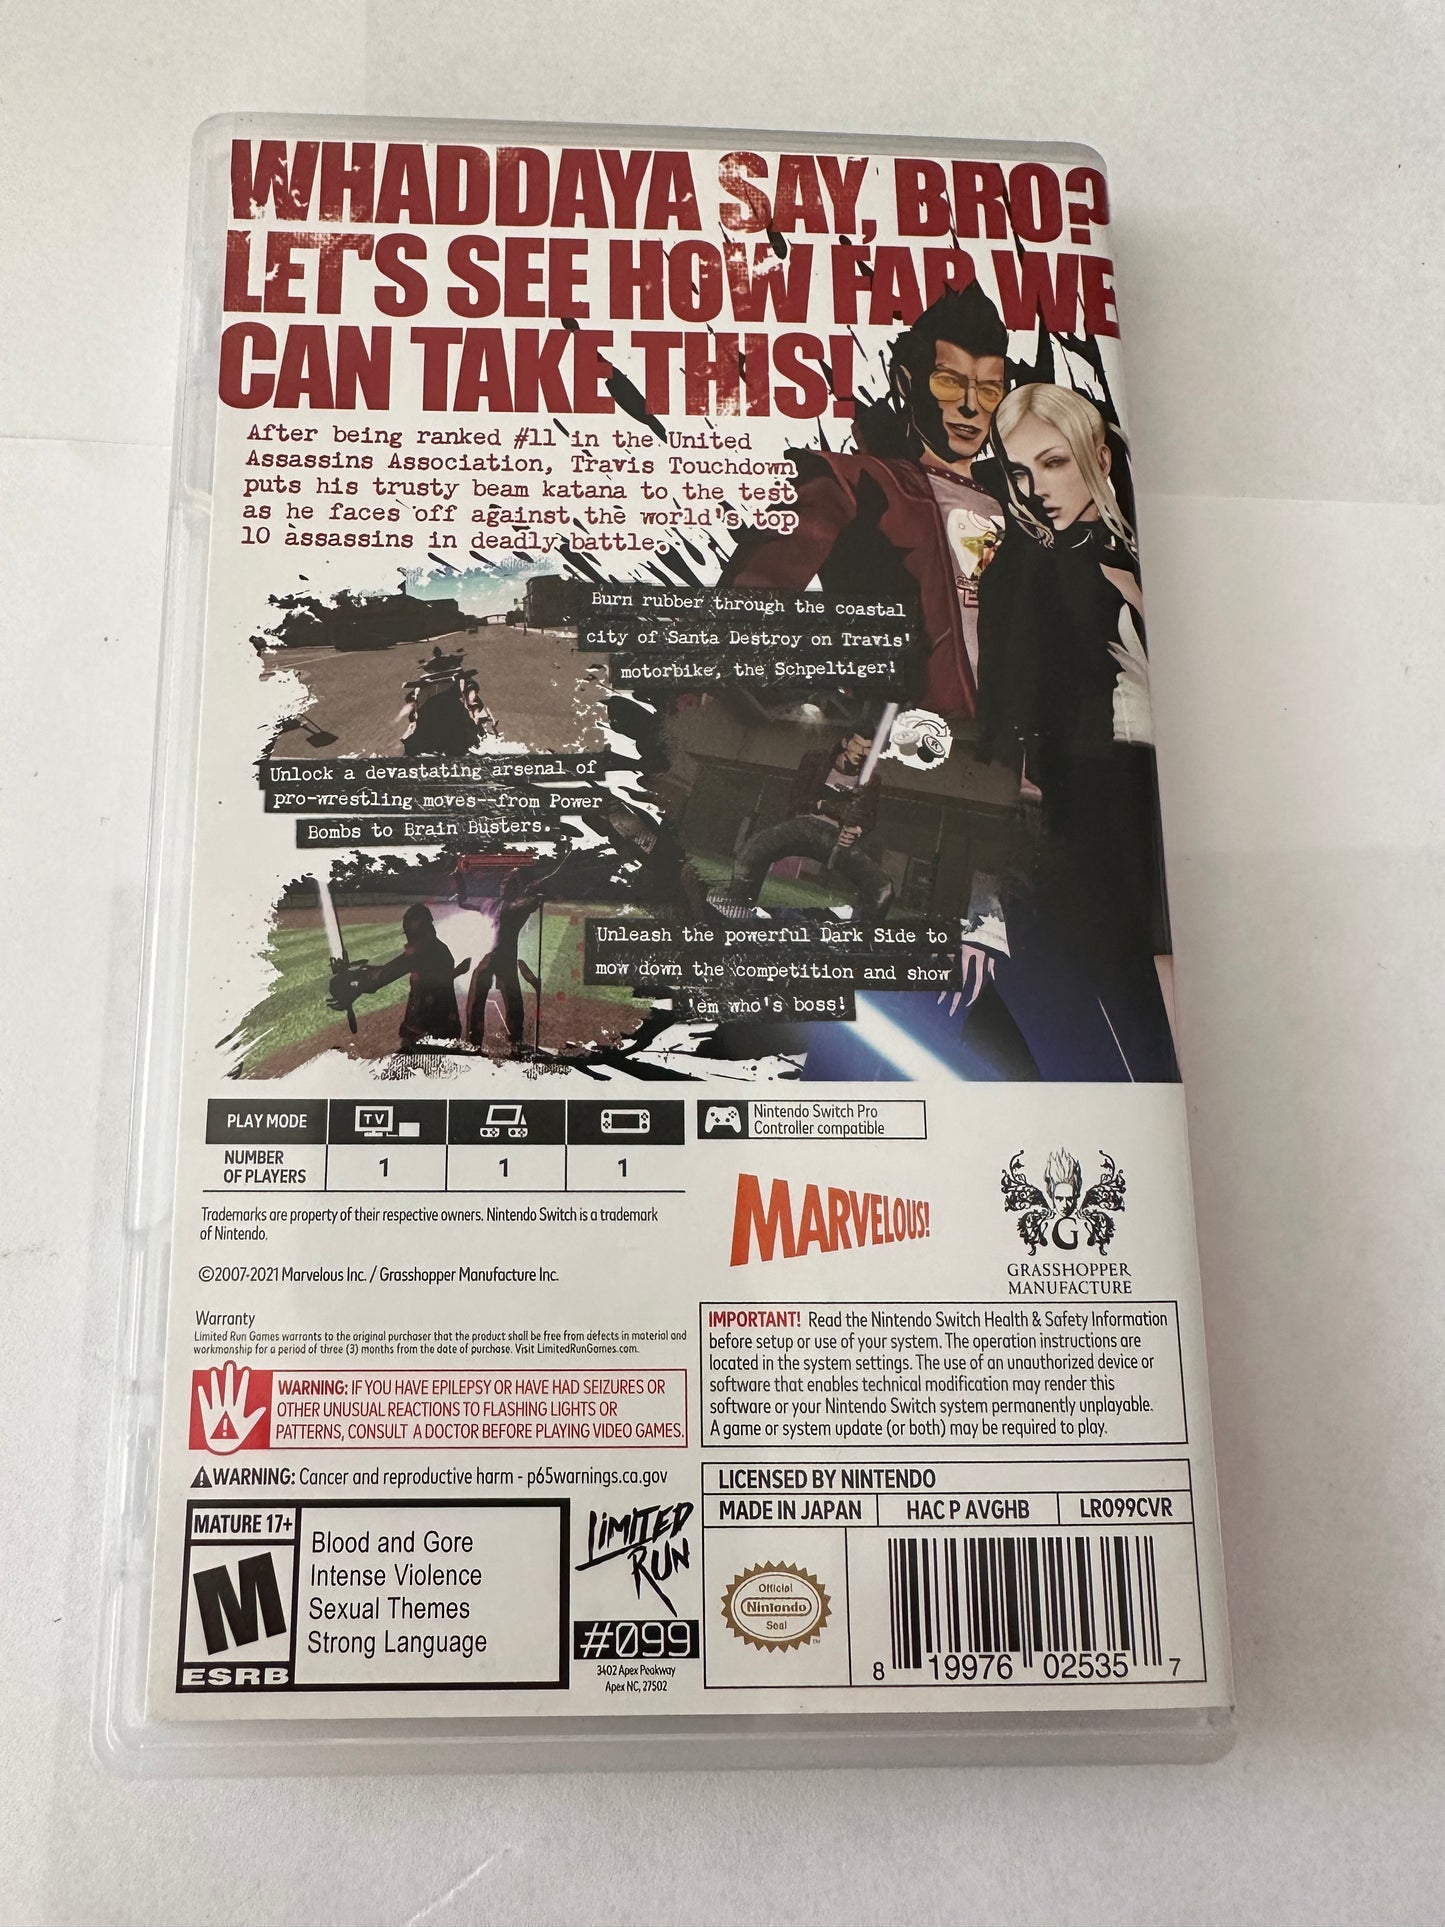 WHADDAYA SAY, BRO?
LET'S SEE HOW FAR WE
CAN TAKE THIS!
After being ranked #11 in the United
Assassins Association, Travis Touchdown
puts his trusty beam katana to the test
as he faces off against the world's top
10 assassins in deadly battle.
Burn rubber through the coastal
city of Santa Destroy on Travis'
motorbike, the Schpeltiger!
Unlock a devastating arsenal of
pro-wrestling moves--from Power
Bombs to Brain Busters.
Unleash the powerful Dark Side to
mow down the competition and show
'em who's boss!
PLAY MODE
TV
NUMBER
OF PLAYERS
1
1
1
Nintendo Switch Pro
Controller compatible
Trademarks are property of their respective owners. Nintendo Switch is a trademark
of Nintendo.
©2007-2021 Marvelous Inc. / Grasshopper Manufacture Inc.
MARVELOUS!
G
GRASSHOPPER
MANUFACTURE
Warranty
Limited Run Games warrants to the original purchaser that the product shall be free from defects in material and
workmanship for a period of three (3) months from the date of purchase. Visit LimitedRunGames.com.
WARNING: IF YOU HAVE EPILEPSY OR HAVE HAD SEIZURES OR
OTHER UNUSUAL REACTIONS TO FLASHING LIGHTS OR
PATTERNS, CONSULT A DOCTOR BEFORE PLAYING VIDEO GAMES.
WARNING: Cancer and reproductive harm - p65warnings.ca.gov
IMPORTANT! Read the Nintendo Switch Health & Safety Information
before setup or use of your system. The operation instructions are
located in the system settings. The use of an unauthorized device or
software that enables technical modification may render this
software or your Nintendo Switch system permanently unplayable.
A game or system update (or both) may be required to play.
MATURE 17+
M
ESRB
Blood and Gore
Intense Violence
Sexual Themes
Strong Language
LIMITED
RUN
#099
3402 Apex Peakway
Apex NC, 27502
LICENSED BY NINTENDO
MADE IN JAPAN
HAC P AVGHB
LR099CVR
Official
Nintendo
Seal
TM
8 19976 02535 7